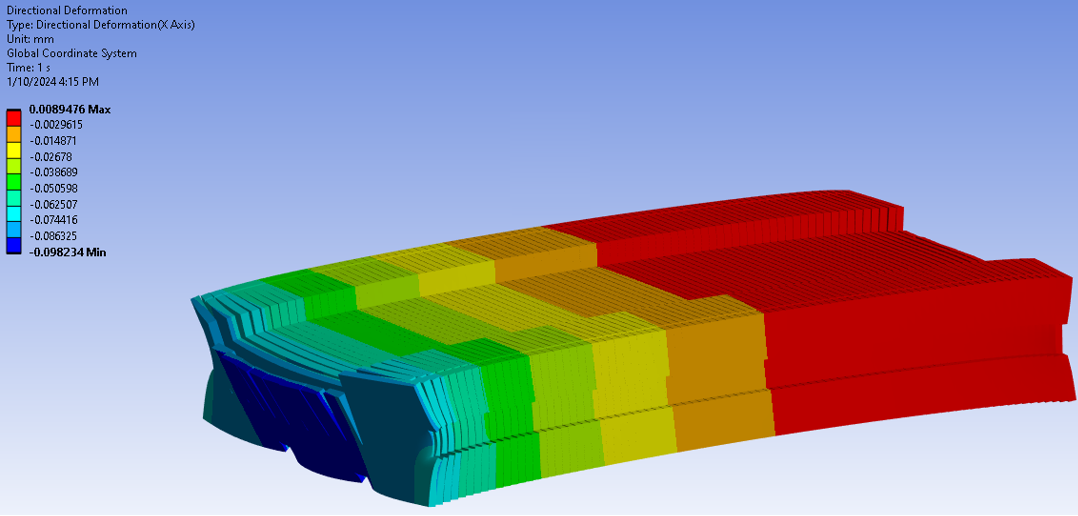 Directional Deformation
Type: Directional Deformation(X Axis)
Unit: mm
Global Coordinate System
Time: 1 s
1/10/2024 4:15 PM
0.0089476 Max
-0.0029615
-0.014871
-0.02678
-0.038689
-0.050598
-0.062507
-0.074416
-0.086325
-0.098234 Min